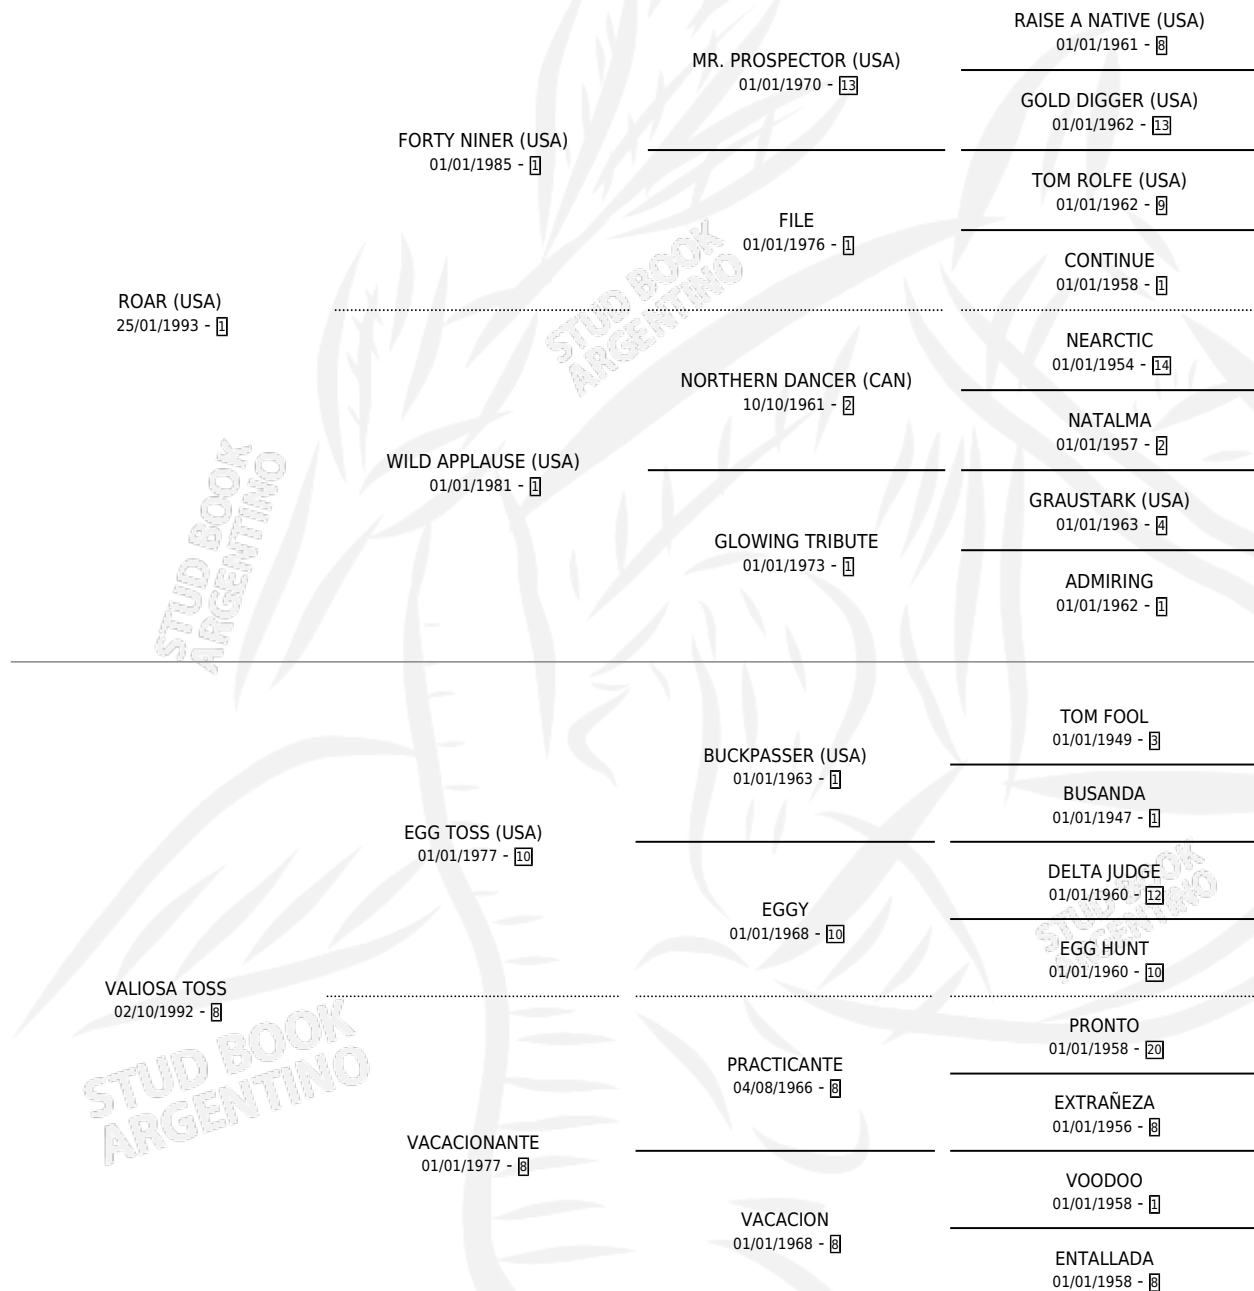 RAISE A NATIVE (USA)
01/01/1961 - 8
MR. PROSPECTOR (USA)
01/01/1970 - 13
GOLD DIGGER (USA)
01/01/1962 - 13
FORTY NINER (USA)
01/01/1985 - 1
TOM ROLFE (USA)
01/01/1962 - 9
FILE
01/01/1976 - 1
CONTINUE
01/01/1958 - 1
ROAR (USA)
25/01/1993 - 1
NEARCTIC
01/01/1954 - 14
NORTHERN DANCER (CAN)
10/10/1961 - 2
NATALMA
01/01/1957 - 2
WILD APPLAUSE (USA)
01/01/1981 - 1
GRAUSTARK (USA)
01/01/1963 - 4
GLOWING TRIBUTE
01/01/1973 - 1
ADMIRING
01/01/1962 - 1
TOM FOOL
01/01/1949 - 3
BUCKPASSER (USA)
01/01/1963 - 1
BUSANDA
01/01/1947 - 1
EGG TOSS (USA)
01/01/1977 - 10
DELTA JUDGE
01/01/1960 - 12
EGGY
01/01/1968 - 10
EGG HUNT
01/01/1960 - 10
VALIOSA TOSS
02/10/1992 - 8
PRONTO
01/01/1958 - 20
PRACTICANTE
04/08/1966 - 8
EXTRAÑEZA
01/01/1956 - 8
VACACIONANTE
01/01/1977 - 8
VOODOO
01/01/1958 - 1
VACACION
01/01/1968 - 8
ENTALLADA
01/01/1958 - 8
STUD BOOK
ARGENTINO
STUD BOOK
ARGENTINO
STUD BOOK
ARGENTINO
STUD BOOK
ARGENTINO